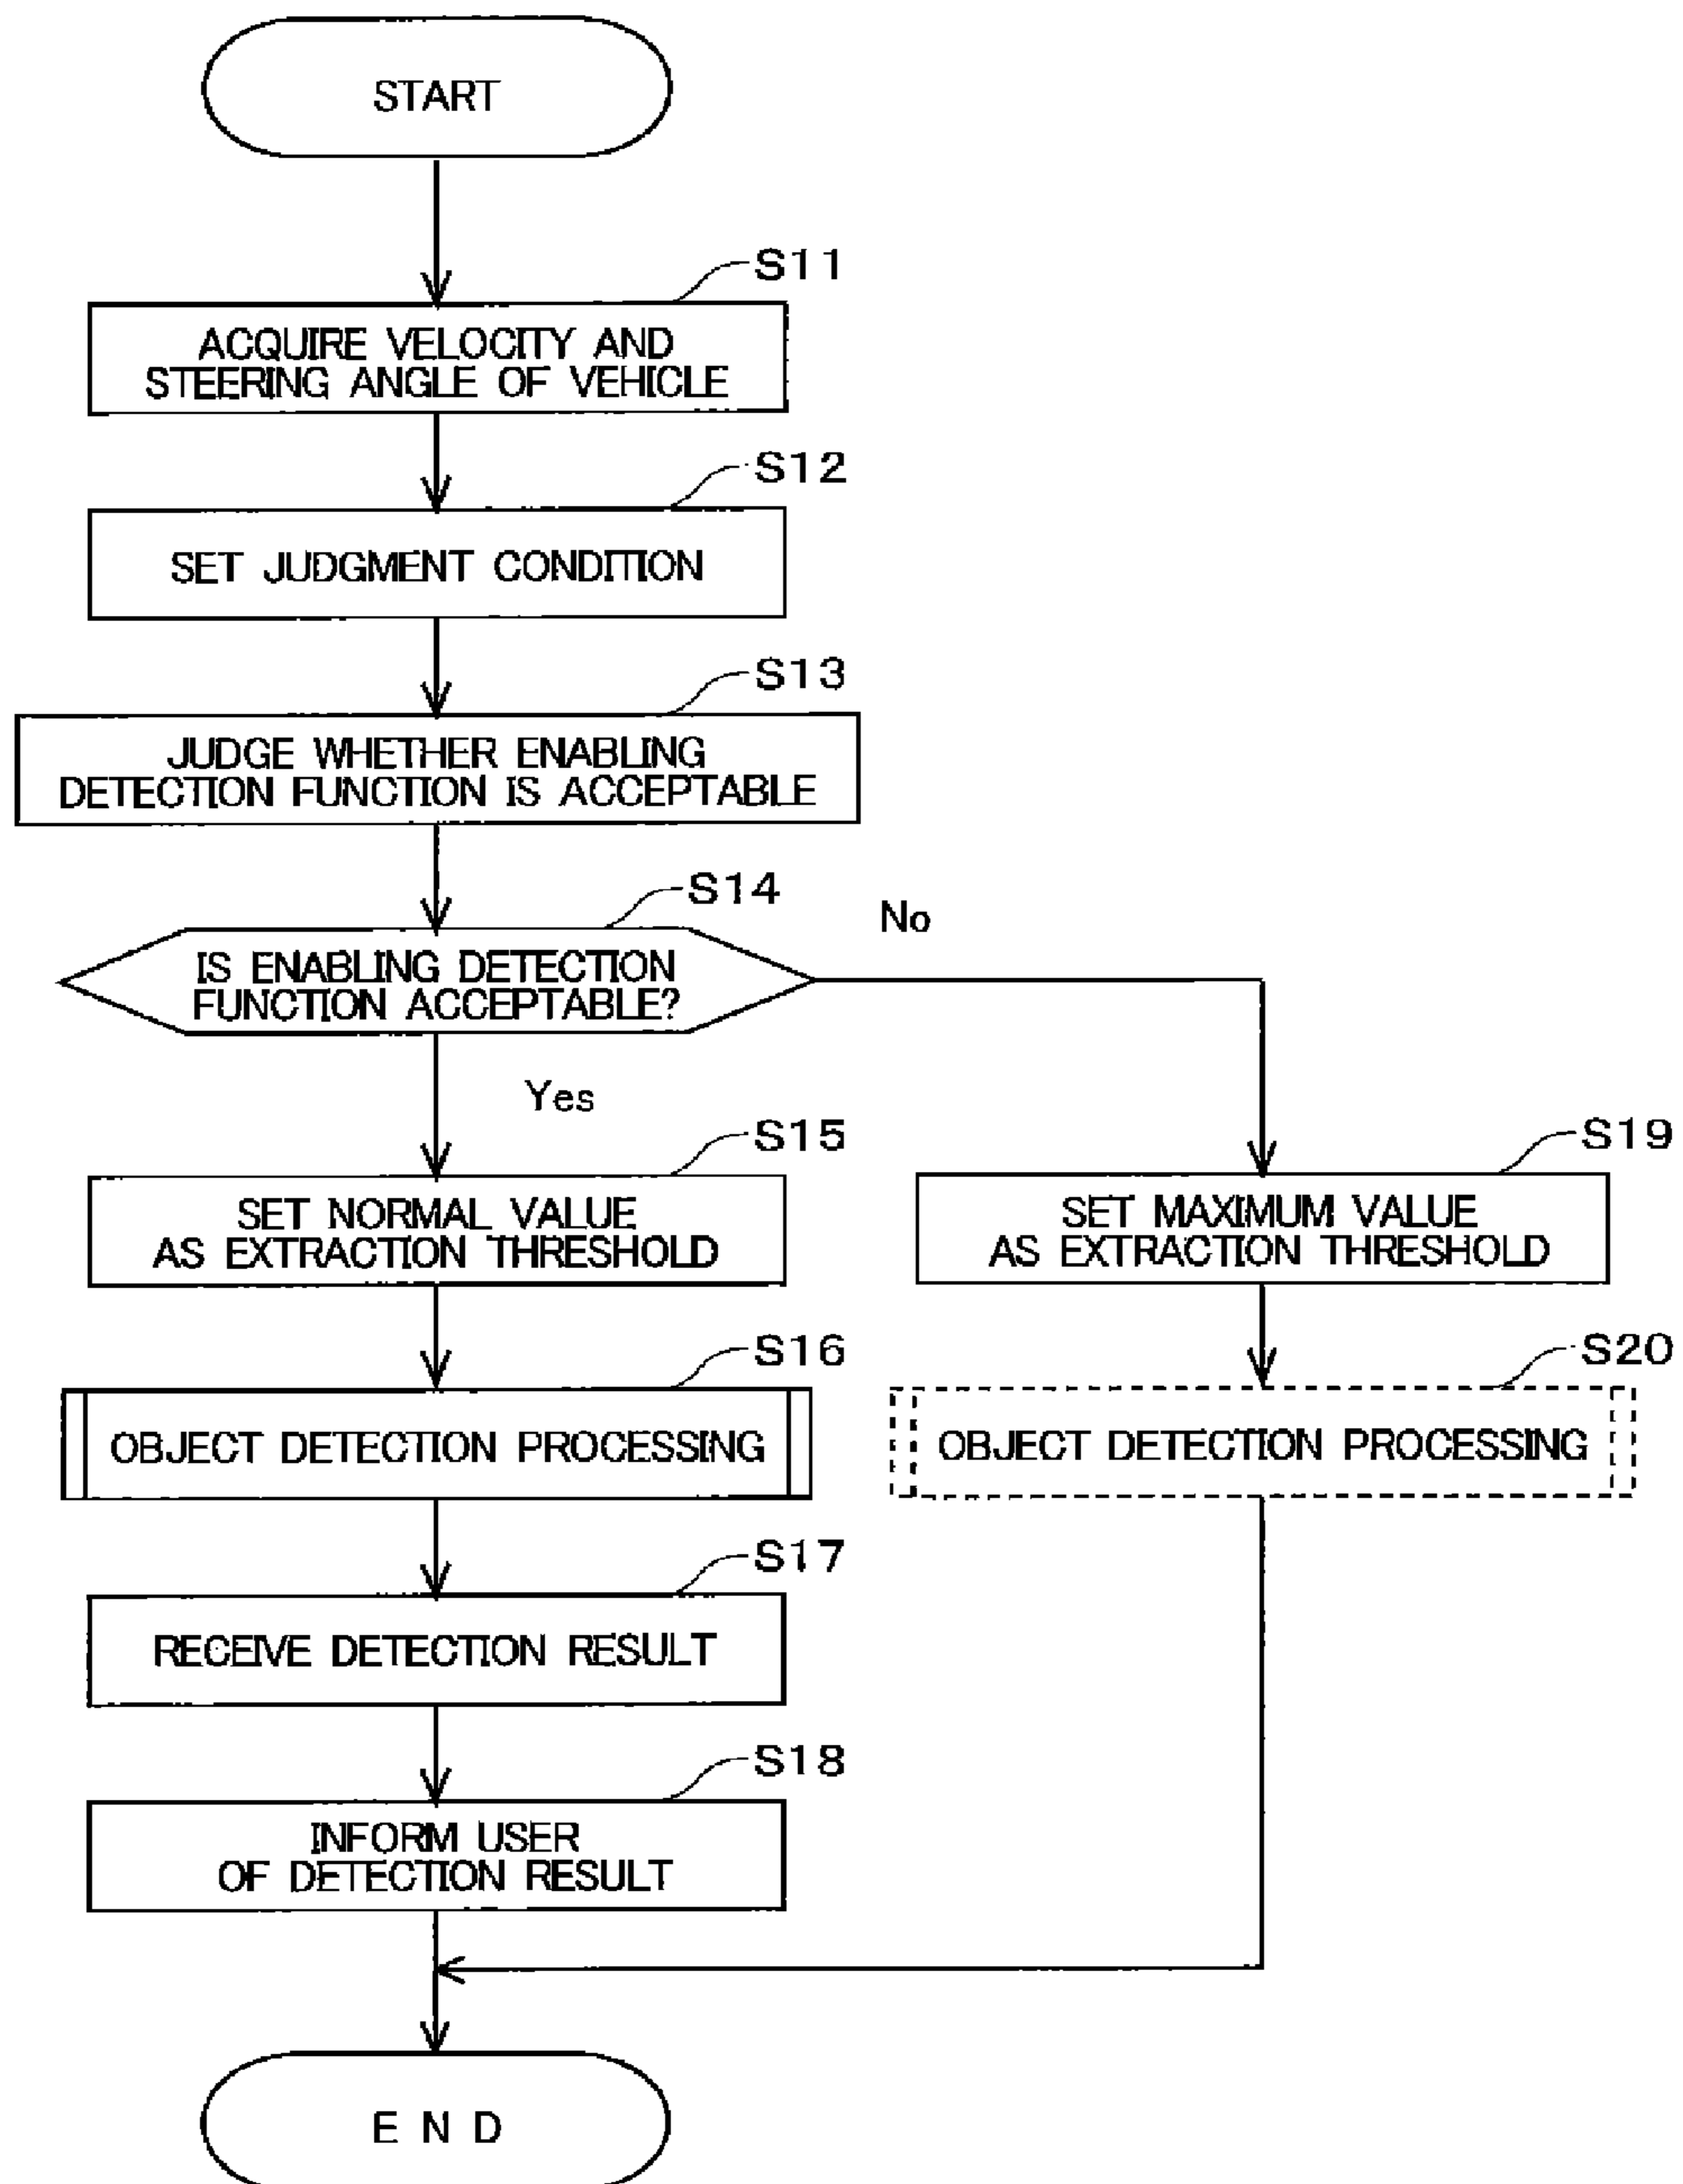 START
S11
ACQUIRE VELOCITY AND
STEERING ANGLE OF VEHICLE
S12
SET JUDGMENT CONDITION
S13
JUDGE WHETHER ENABLING
DETECTION FUNCTION IS ACCEPTABLE
S14
No
IS ENABLING DETECTION
FUNCTION ACCEPTABLE?
Yes
S15
SET NORMAL VALUE
AS EXTRACTION THRESHOLD
S19
SET MAXIMUM VALUE
AS EXTRACTION THRESHOLD
S16
OBJECT DETECTION PROCESSING
S20
OBJECT DETECTION PROCESSING
S17
RECEIVE DETECTION RESULT
S18
INFORM USER
OF DETECTION RESULT
E N D